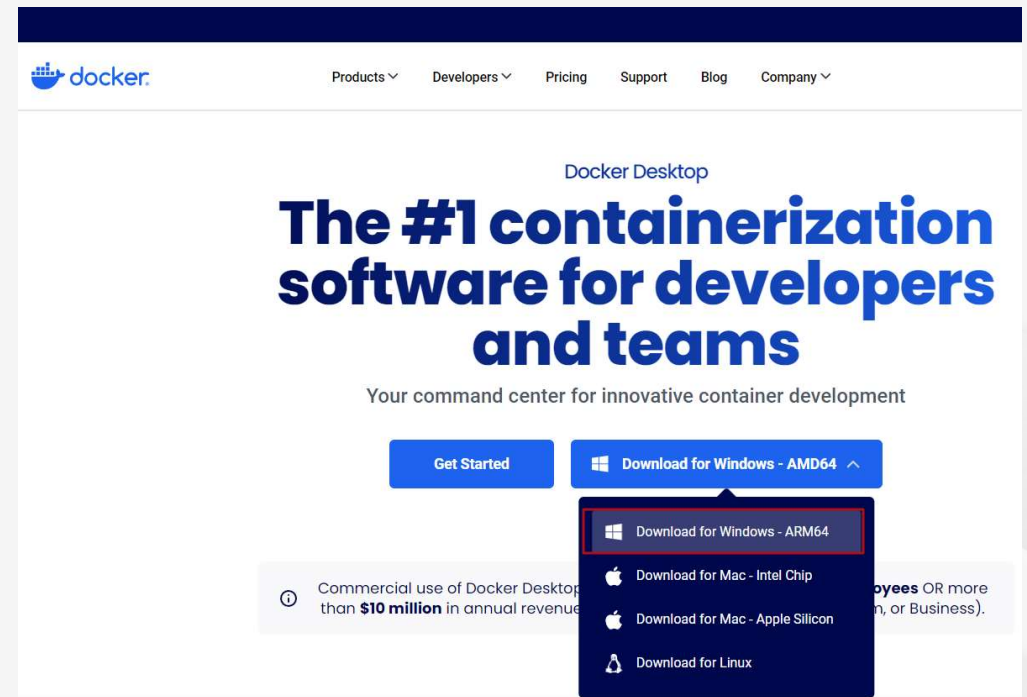 docker
Products Developers Pricing Support Blog Company
Docker Desktop
The #1 containerization
software for developers
and teams
Your command center for innovative container development
Get Started
Download for Windows - AMD64
Download for Windows - ARM64
Download for Mac - Intel Chip
Download for Mac - Apple Silicon
Download for Linux
Commercial use of Docker Desktop oyees OR more
than $10 million in annual revenue , or Business).